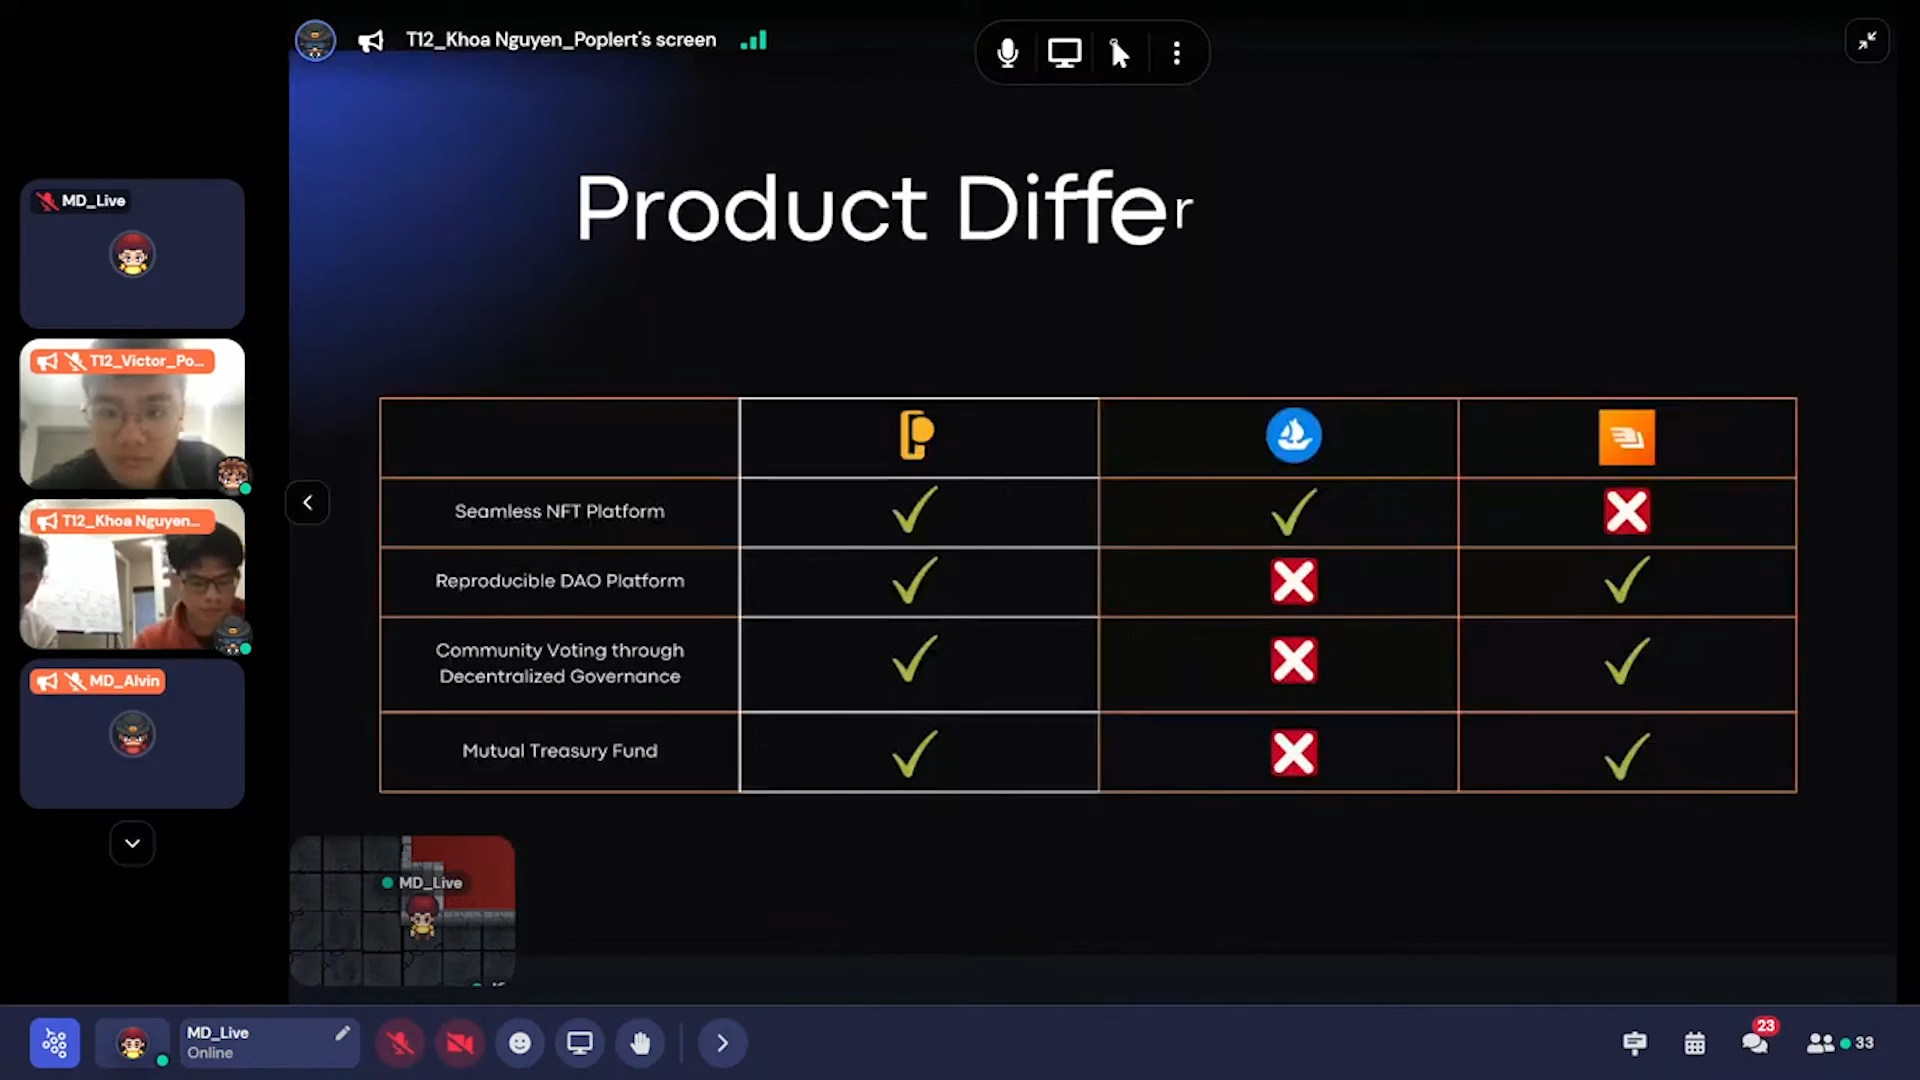 T12_Khoa Nguyen_Poplert's screen
MD_Live
T12_Victor_Po...
T12_Khoa Nguyen...
MD_Alvin
Product Differ
Seamless NFT Platform
Reproducible DAO Platform
Community Voting through
Decentralized Governance
Mutual Treasury Fund
MD_Live
MD_Live
Online
23
33